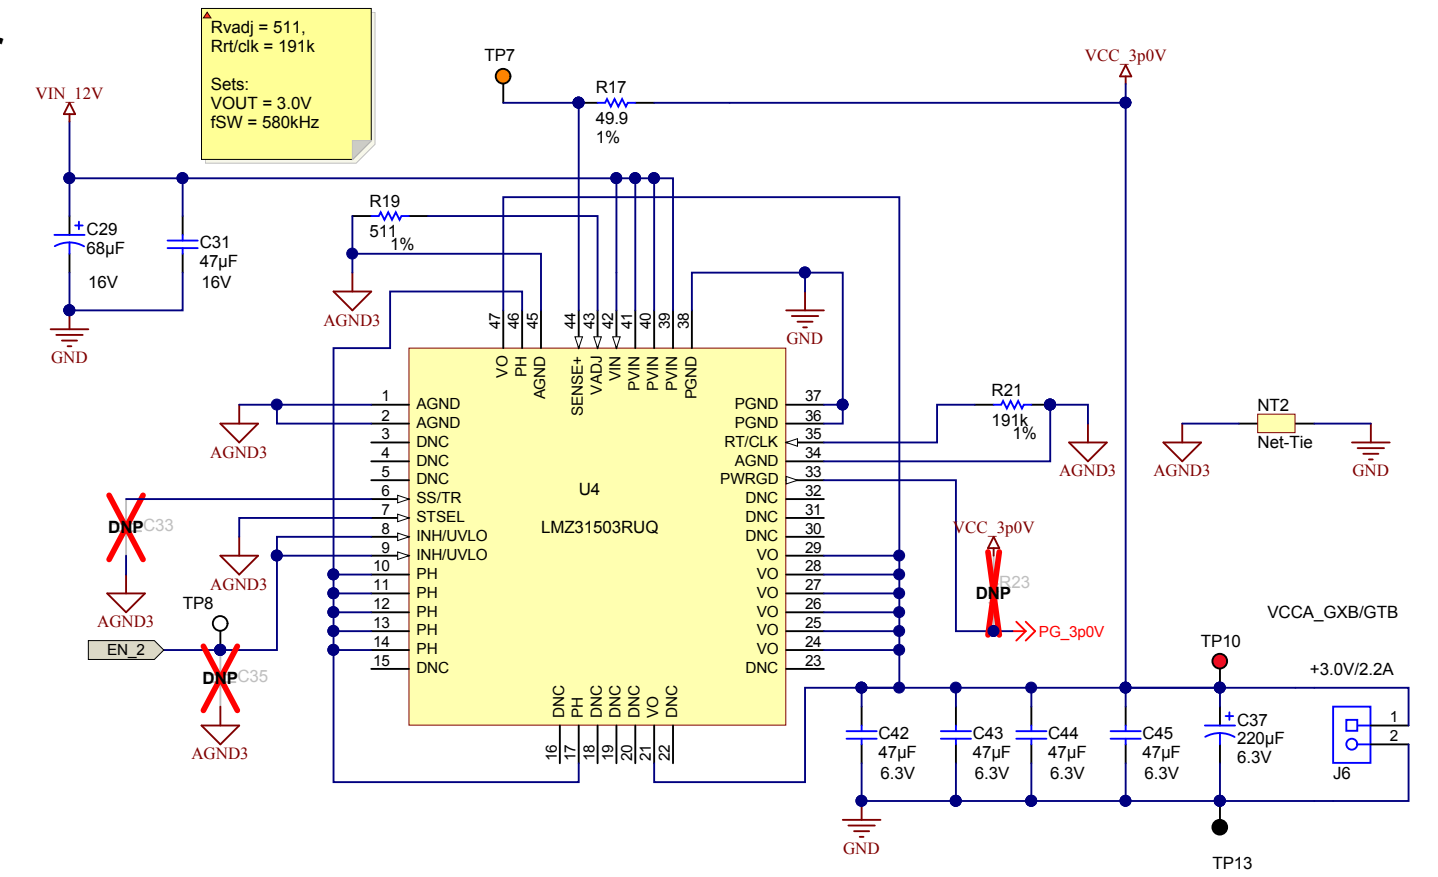 Rvadj = 511,
Rrt/clk = 191k
Sets:
VOUT = 3.0V
fSW = 580kHz
TP7
VCC_3p0V
VIN_12V
R17
49.9
1%
R19
511
1%
C29
68µF
16V
C31
47µF
16V
GND
AGND3
GND
47 46 45 44 43 42 41 40 39 38
VO PH AGND SENSE+ VADJ VIN PVIN PVIN PVIN PGND
1 AGND
2 AGND
3 DNC
4 DNC
5 DNC
6 SS/TR
7 STSEL
8 INH/UVLO
9 INH/UVLO
10 PH
11 PH
12 PH
13 PH
14 PH
15 DNC
U4
LMZ31503RUQ
PGND 37
PGND 36
RT/CLK 35
AGND 34
PWRGD 33
DNC 32
DNC 31
DNC 30
VO 29
VO 28
VO 27
VO 26
VO 25
VO 24
DNC 23
DNC PH DNC DNC DNC VO DNC
16 17 18 19 20 21 22
AGND3
DNP C33
AGND3
AGND3
TP8
EN_2
DNP C35
AGND3
R21
191k
1%
AGND3
NT2
Net-Tie
AGND3
GND
VCC_3p0V
R23
DNP
PG_3p0V
VCCA_GXB/GTB
TP10
+3.0V/2.2A
C42
47µF
6.3V
C43
47µF
6.3V
C44
47µF
6.3V
C45
47µF
6.3V
C37
220µF
6.3V
1
2
J6
GND
TP13